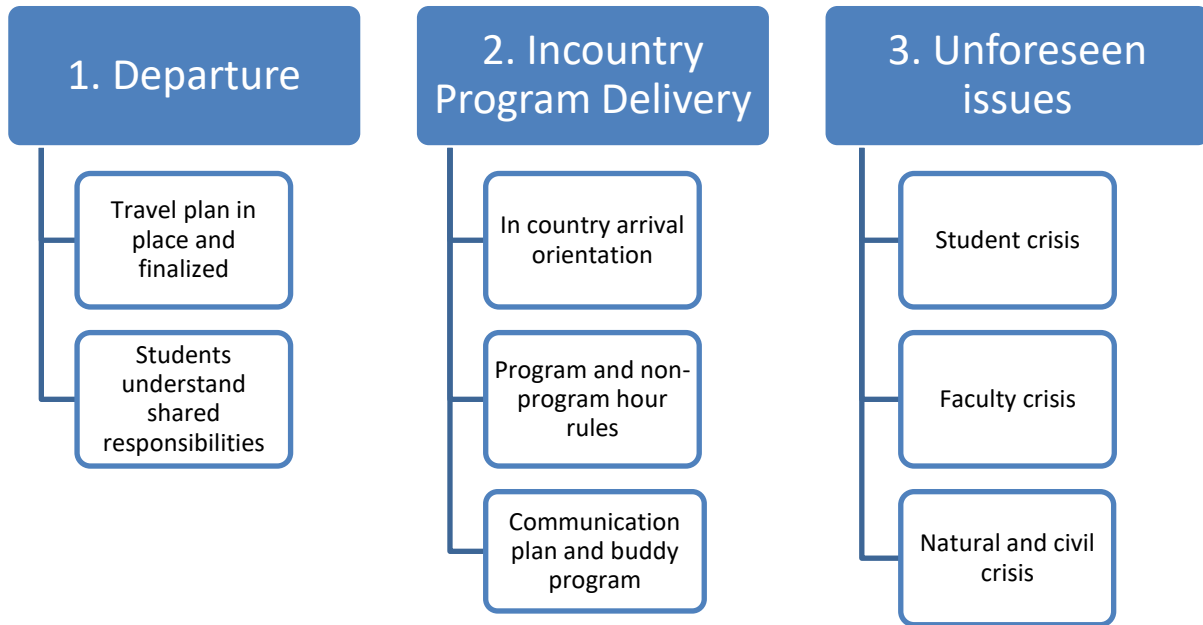 1. Departure
Travel plan in
place and
finalized
Students
understand
shared
responsibilities
2. Incountry
Program Delivery
In country arrival
orientation
Program and non-
program hour
rules
Communication
plan and buddy
program
3. Unforeseen
issues
Student crisis
Faculty crisis
Natural and civil
crisis